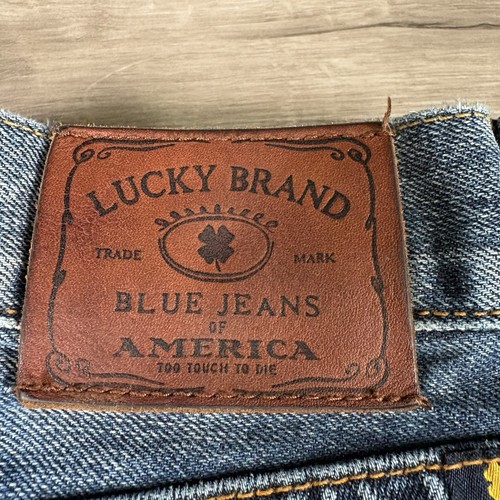 LUCKY BRAND
TRADE MARK
BLUE JEANS
OF
AMERICA
TOO TOUCH TO DIE